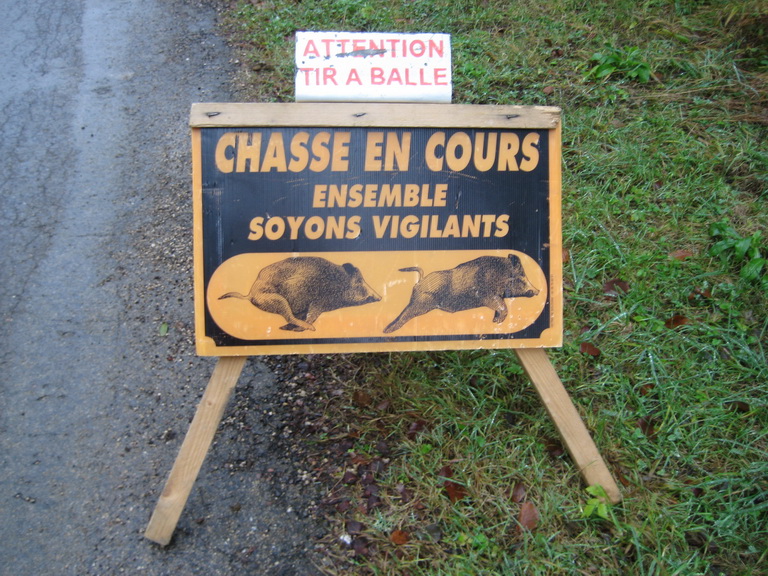 ATTENTION
TIR A BALLE
CHASSE EN COURS
ENSEMBLE
SOYONS VIGILANTS